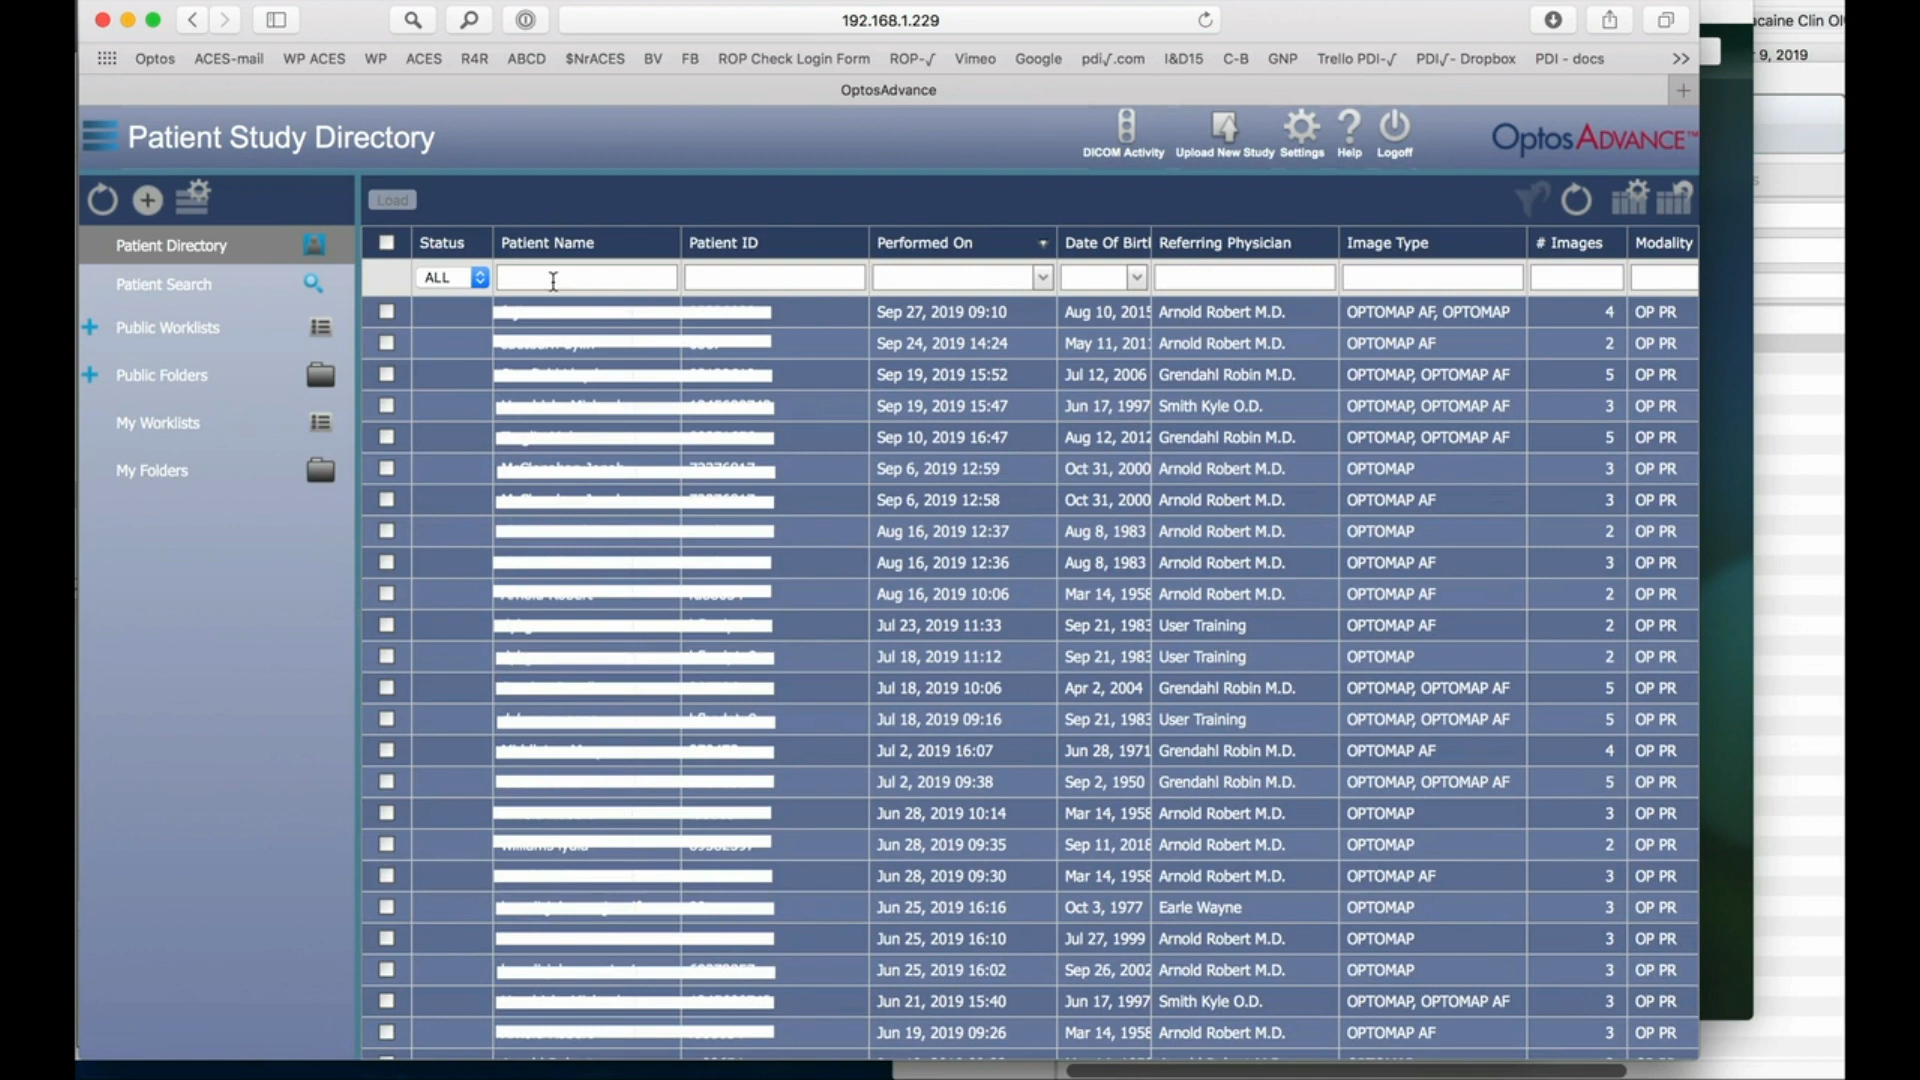 192.168.1.229
caine Clin Ol
9, 2019
Optos ACES-mail WP ACES WP ACES R4R ABCD $NrACES BV FB ROP Check Login Form ROP-√ Vimeo Google pdi√.com I&D15 C-B GNP Trello PDI-√ PDI√- Dropbox PDI - docs >>
OptosAdvance
Patient Study Directory
DICOM Activity Upload New Study Settings Help Logoff
OptosADVANCE™
Load
Patient Directory
Patient Search
Public Worklists
Public Folders
My Worklists
My Folders
Status Patient Name Patient ID Performed On Date Of Birt Referring Physician Image Type # Images Modality
ALL
Sep 27, 2019 09:10 Aug 10, 2015 Arnold Robert M.D. OPTOMAP AF, OPTOMAP 4 OP PR
Sep 24, 2019 14:24 May 11, 201 Arnold Robert M.D. OPTOMAP AF 2 OP PR
Sep 19, 2019 15:52 Jul 12, 2006 Grendahl Robin M.D. OPTOMAP, OPTOMAP AF 5 OP PR
Sep 19, 2019 15:47 Jun 17, 1997 Smith Kyle O.D. OPTOMAP, OPTOMAP AF 3 OP PR
Sep 10, 2019 16:47 Aug 12, 2012 Grendahl Robin M.D. OPTOMAP, OPTOMAP AF 5 OP PR
Sep 6, 2019 12:59 Oct 31, 2000 Arnold Robert M.D. OPTOMAP 3 OP PR
Sep 6, 2019 12:58 Oct 31, 2000 Arnold Robert M.D. OPTOMAP AF 3 OP PR
Aug 16, 2019 12:37 Aug 8, 1983 Arnold Robert M.D. OPTOMAP 2 OP PR
Aug 16, 2019 12:36 Aug 8, 1983 Arnold Robert M.D. OPTOMAP AF 3 OP PR
Aug 16, 2019 10:06 Mar 14, 1958 Arnold Robert M.D. OPTOMAP AF 2 OP PR
Jul 23, 2019 11:33 Sep 21, 1983 User Training OPTOMAP AF 2 OP PR
Jul 18, 2019 11:12 Sep 21, 1983 User Training OPTOMAP 2 OP PR
Jul 18, 2019 10:06 Apr 2, 2004 Grendahl Robin M.D. OPTOMAP, OPTOMAP AF 5 OP PR
Jul 18, 2019 09:16 Sep 21, 1983 User Training OPTOMAP, OPTOMAP AF 5 OP PR
Jul 2, 2019 16:07 Jun 28, 1971 Grendahl Robin M.D. OPTOMAP AF 4 OP PR
Jul 2, 2019 09:38 Sep 2, 1950 Grendahl Robin M.D. OPTOMAP, OPTOMAP AF 5 OP PR
Jun 28, 2019 10:14 Mar 14, 1958 Arnold Robert M.D. OPTOMAP 3 OP PR
Jun 28, 2019 09:35 Sep 11, 2018 Arnold Robert M.D. OPTOMAP 2 OP PR
Jun 28, 2019 09:30 Mar 14, 1958 Arnold Robert M.D. OPTOMAP AF 3 OP PR
Jun 25, 2019 16:16 Oct 3, 1977 Earle Wayne OPTOMAP 3 OP PR
Jun 25, 2019 16:10 Jul 27, 1999 Arnold Robert M.D. OPTOMAP 3 OP PR
Jun 25, 2019 16:02 Sep 26, 2002 Arnold Robert M.D. OPTOMAP 3 OP PR
Jun 21, 2019 15:40 Jun 17, 1997 Smith Kyle O.D. OPTOMAP, OPTOMAP AF 3 OP PR
Jun 19, 2019 09:26 Mar 14, 1958 Arnold Robert M.D. OPTOMAP AF 3 OP PR